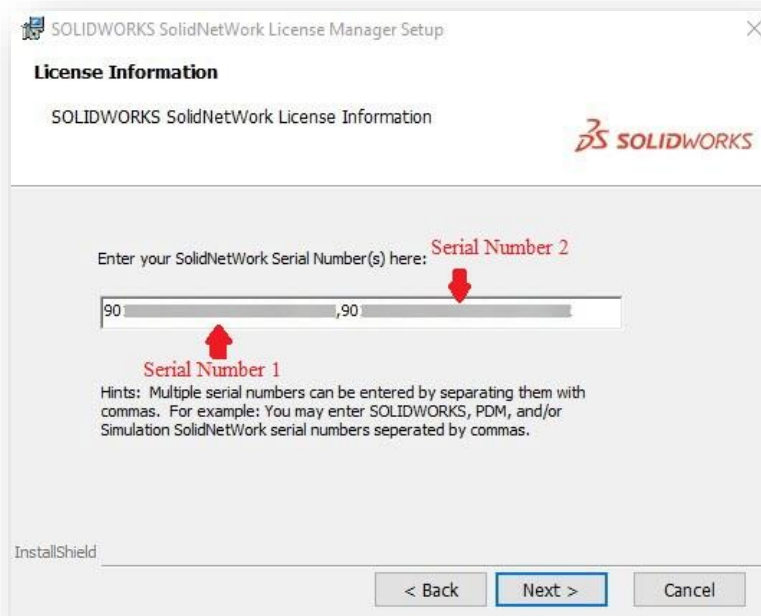 SOLIDWORKS SolidNetWork License Manager Setup
License Information
SOLIDWORKS SolidNetWork License Information
SOLIDWORKS
Enter your SolidNetWork Serial Number(s) here:
Serial Number 2
90
,90
Serial Number 1
Hints: Multiple serial numbers can be entered by separating them with
commas. For example: You may enter SOLIDWORKS, PDM, and/or
Simulation SolidNetWork serial numbers seperated by commas.
InstallShield
< Back
Next >
Cancel